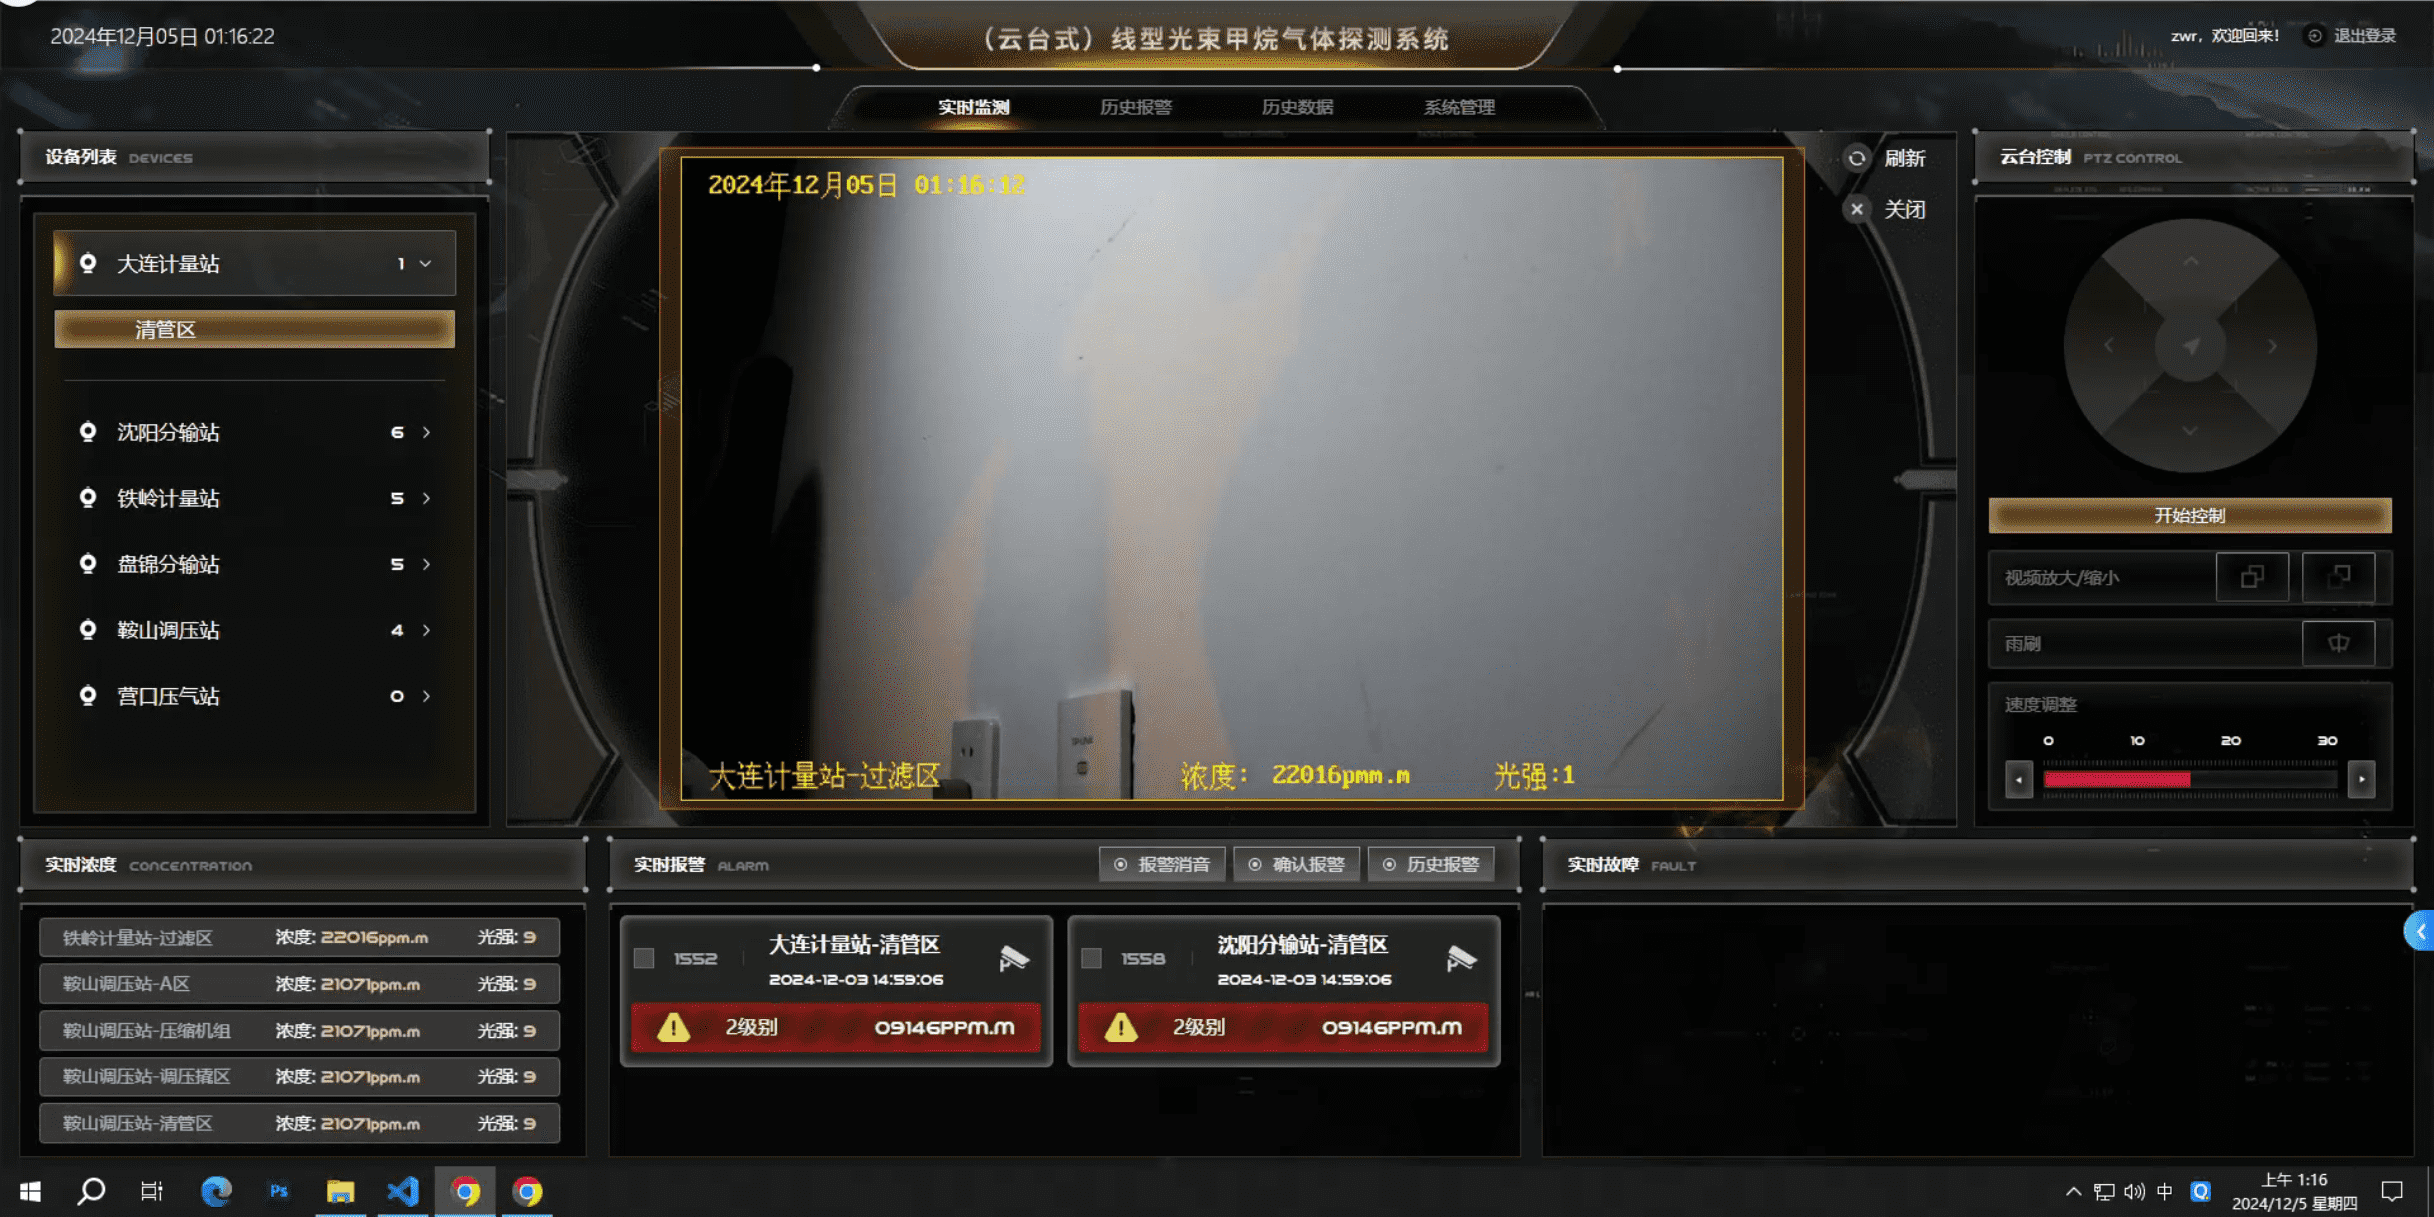 2024年12月05日 01:16:22
（云台式）线型光束甲烷气体探测系统
zwr，欢迎回来！
退出登录
实时监测
历史报警
历史数据
系统管理
设备列表 DEVICES
大连计量站 1
清管区
沈阳分输站 6
铁岭计量站 5
盘锦分输站 5
鞍山调压站 4
营口压气站 0
2024年12月05日 01:16:12
大连计量站-过滤区
浓度： 22016pmm.m
光强:1
刷新
关闭
云台控制 PTZ CONTROL
开始控制
视频放大/缩小
雨刷
速度调整
0 10 20 30
实时浓度 CONCENTRATION
铁岭计量站-过滤区 浓度: 22016ppm.m 光强: 9
鞍山调压站-A区 浓度: 21071ppm.m 光强: 9
鞍山调压站-压缩机组 浓度: 21071ppm.m 光强: 9
鞍山调压站-调压撬区 浓度: 21071ppm.m 光强: 9
鞍山调压站-清管区 浓度: 21071ppm.m 光强: 9
实时报警 ALARM
报警消音
确认报警
历史报警
1552
大连计量站-清管区
2024-12-03 14:59:06
2级别
09146PPM.M
1558
沈阳分输站-清管区
2024-12-03 14:59:06
2级别
09146PPM.M
实时故障 FAULT
Ps
中
上午 1:16
2024/12/5 星期四